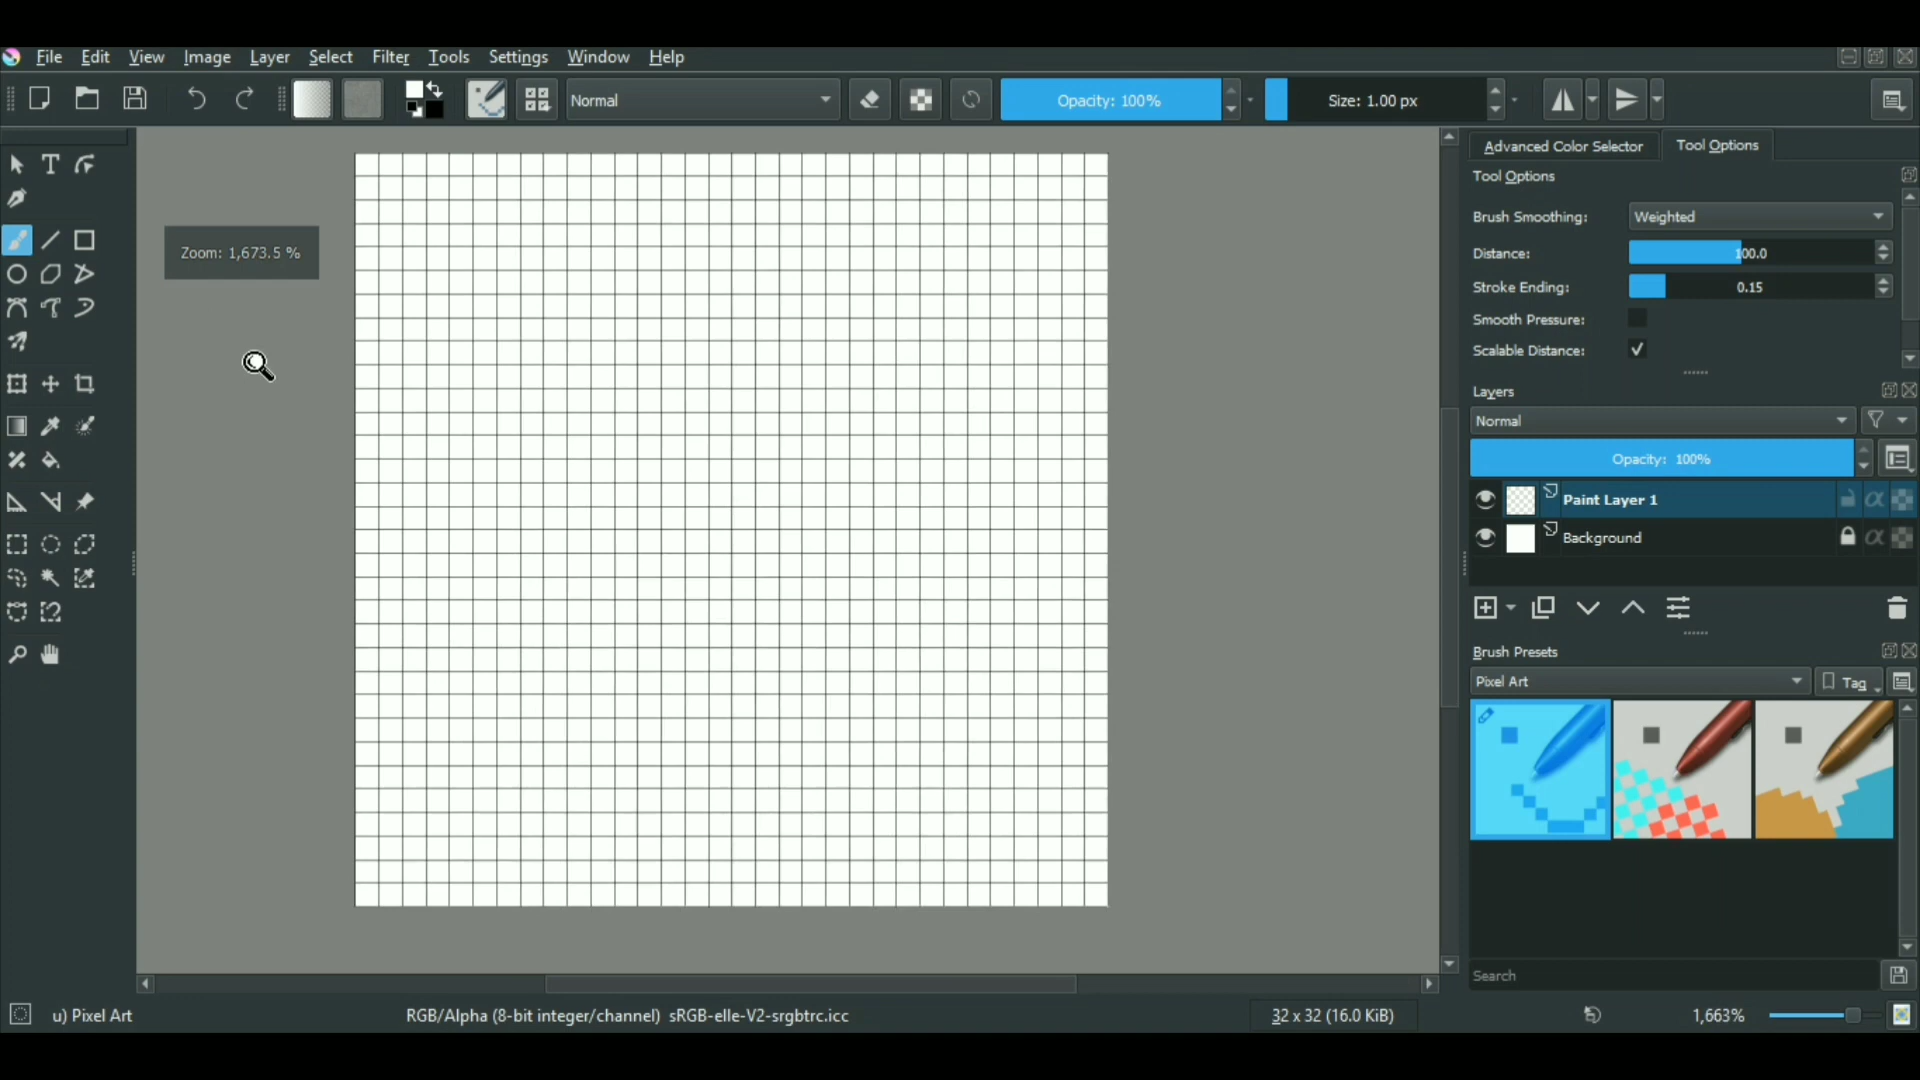 File Edit View Image Layer Select Filter Tools Settings Window Help
Normal Opacity: 100% Size: 1.00 px
Advanced Color Selector Tool Options
Tool Options
Brush Smoothing: Weighted
Zoom: 1,673.5 %
Distance: 100.0
Stroke Ending: 0.15
Smooth Pressure:
Scalable Distance:
Layers
Normal
Opacity: 100%
Paint Layer 1
Background
Brush Presets
Pixel Art Tag
Search
u) Pixel Art RGB/Alpha (8-bit integer/channel) sRGB-elle-V2-srgbtrc.icc 32 x 32 (16.0 KiB) 1,663%